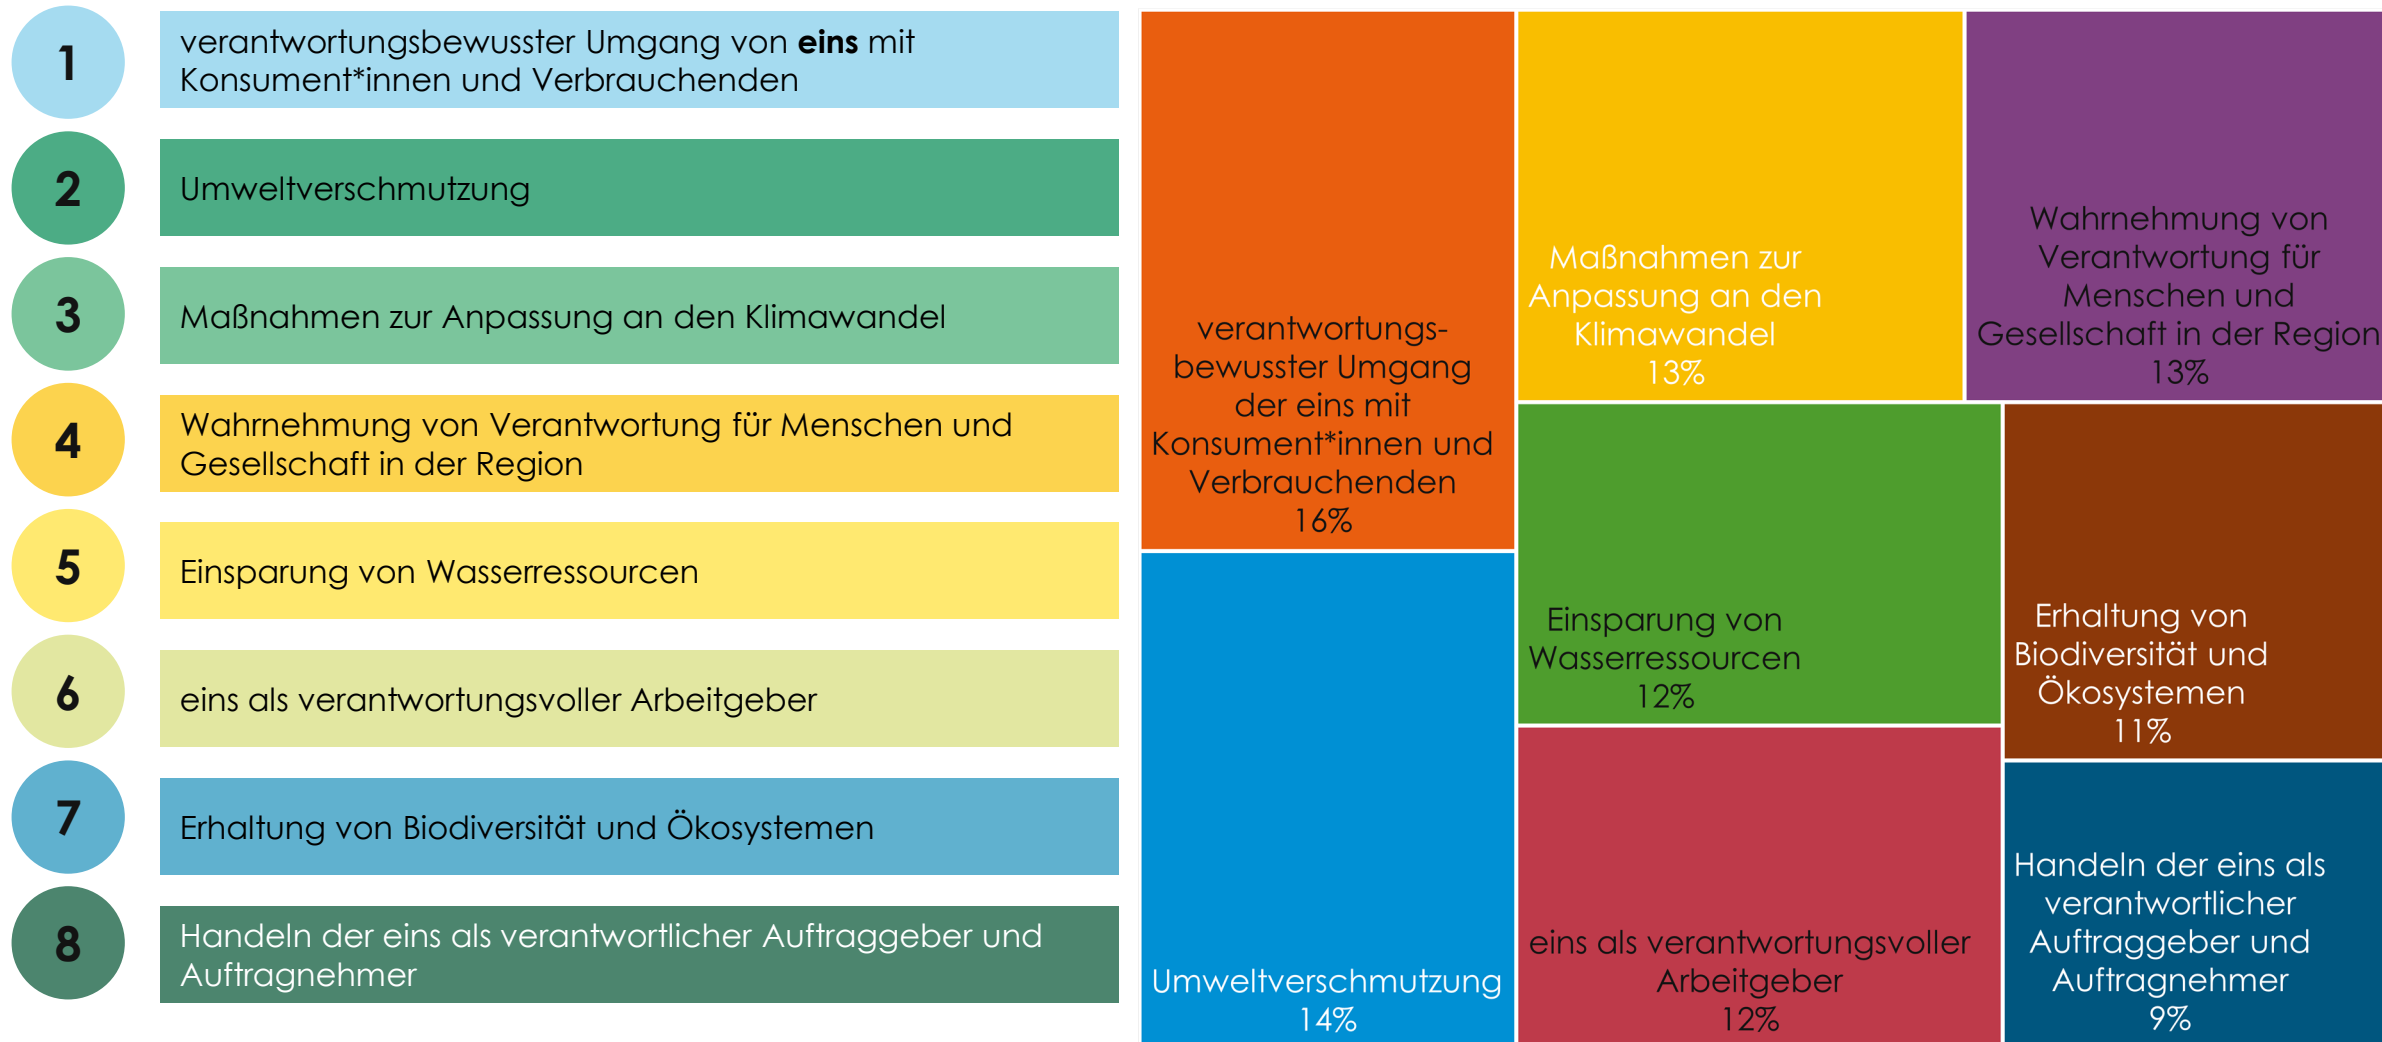 1
verantwortungsbewusster Umgang von eins mit
Konsument*innen und Verbrauchenden
2
Umweltverschmutzung
3
Maßnahmen zur Anpassung an den Klimawandel
4
Wahrnehmung von Verantwortung für Menschen und
Gesellschaft in der Region
5
Einsparung von Wasserressourcen
6
eins als verantwortungsvoller Arbeitgeber
7
Erhaltung von Biodiversität und Ökosystemen
8
Handeln der eins als verantwortlicher Auftraggeber und
Auftragnehmer
verantwortungs-
bewusster Umgang
der eins mit
Konsument*innen und
Verbrauchenden
16%
Umweltverschmutzung
14%
Maßnahmen zur
Anpassung an den
Klimawandel
13%
Wahrnehmung von
Verantwortung für
Menschen und
Gesellschaft in der Region
13%
Einsparung von
Wasserressourcen
12%
eins als verantwortungsvoller
Arbeitgeber
12%
Erhaltung von
Biodiversität und
Ökosystemen
11%
Handeln der eins als
verantwortlicher
Auftraggeber und
Auftragnehmer
9%